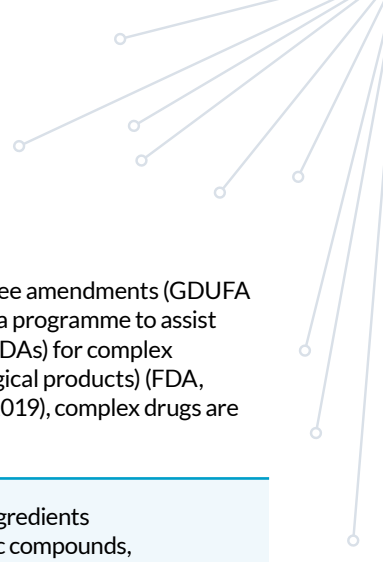 ee amendments (GDUFA
a programme to assist
DAs) for complex
gical products) (FDA,
019), complex drugs are
gredients
c compounds,